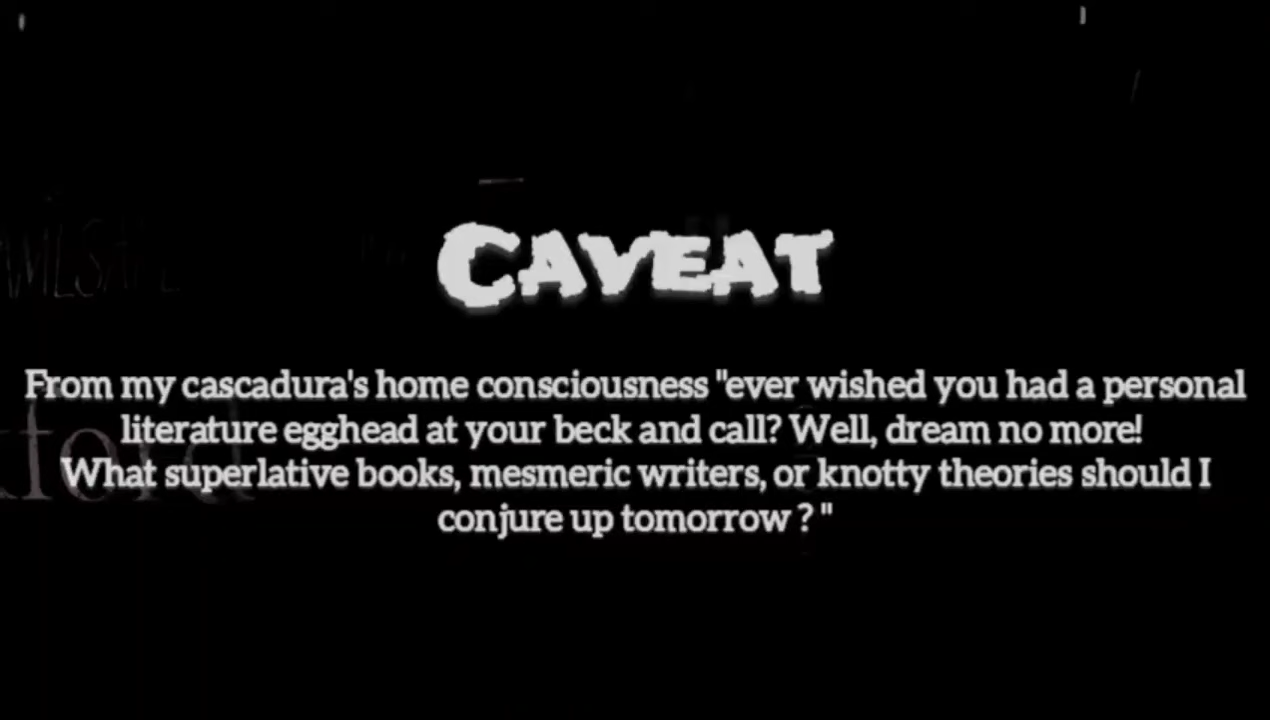 CAVEAT
From my cascadura's home consciousness "ever wished you had a personal
literature egghead at your beck and call? Well, dream no more!
What superlative books, mesmeric writers, or knotty theories should I
conjure up tomorrow ? "